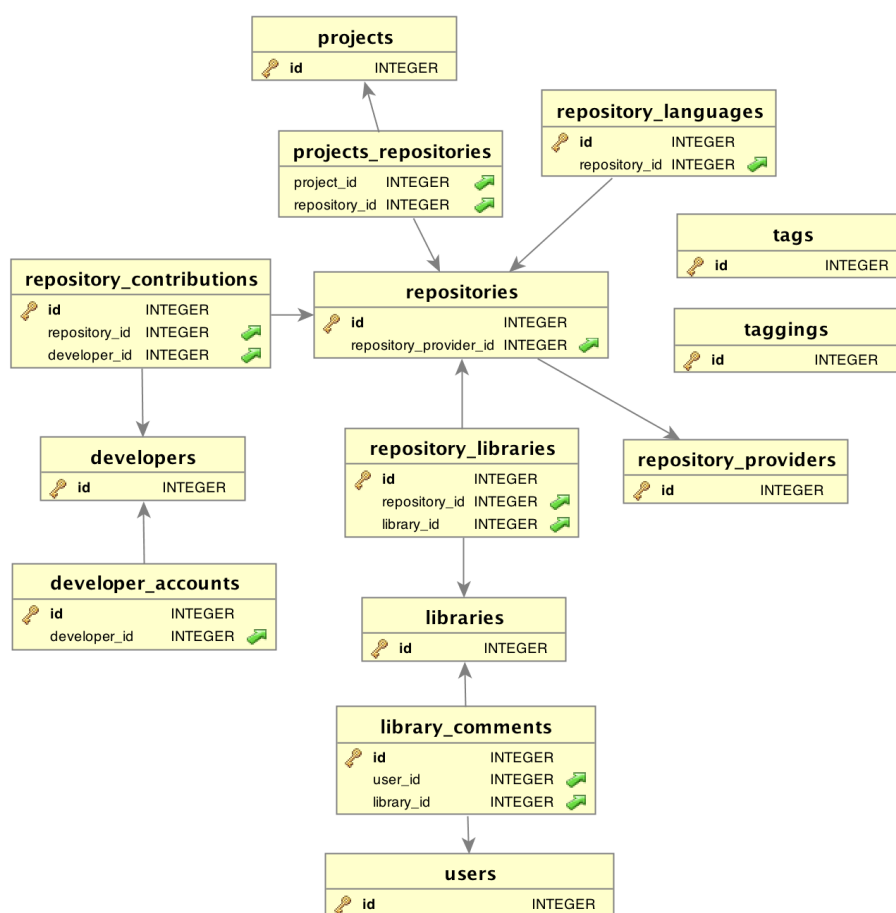 projects
id INTEGER
repository_languages
id INTEGER
repository_id INTEGER
projects_repositories
project_id INTEGER
repository_id INTEGER
tags
id INTEGER
repository_contributions
id INTEGER
repository_id INTEGER
developer_id INTEGER
repositories
id INTEGER
repository_provider_id INTEGER
taggings
id INTEGER
developers
id INTEGER
repository_libraries
id INTEGER
repository_id INTEGER
library_id INTEGER
repository_providers
id INTEGER
developer_accounts
id INTEGER
developer_id INTEGER
libraries
id INTEGER
library_comments
id INTEGER
user_id INTEGER
library_id INTEGER
users
id INTEGER